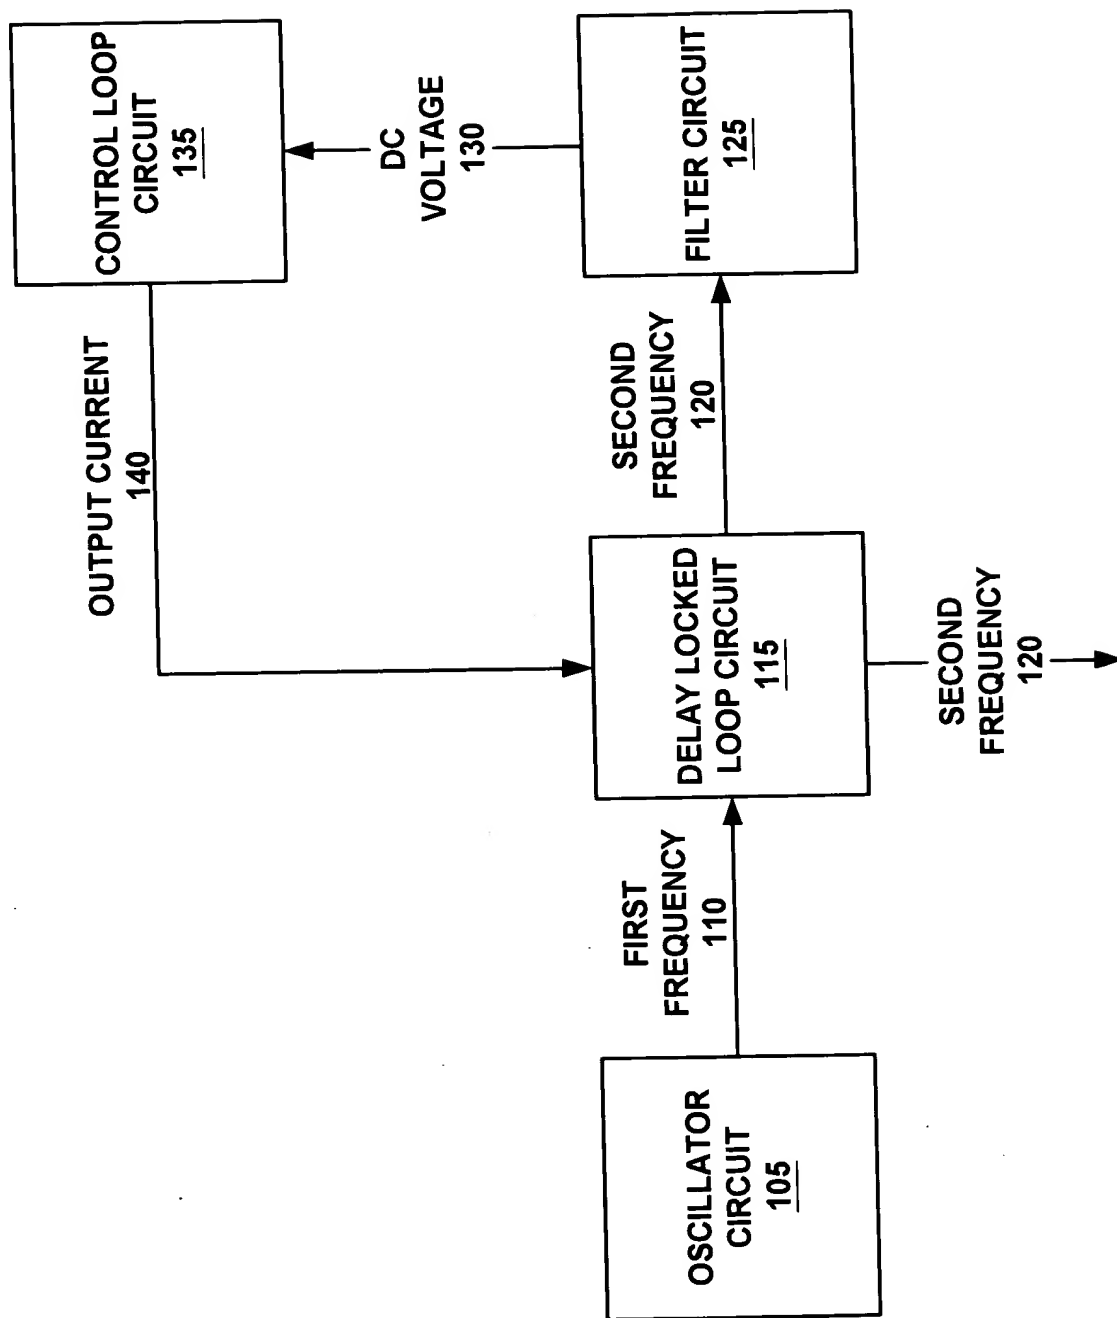 OSCILLATOR
CIRCUIT
105
FIRST
FREQUENCY
110
DELAY LOCKED
LOOP CIRCUIT
115
SECOND
FREQUENCY
120
SECOND
FREQUENCY
120
FILTER CIRCUIT
125
DC
VOLTAGE
130
CONTROL LOOP
CIRCUIT
135
OUTPUT CURRENT
140